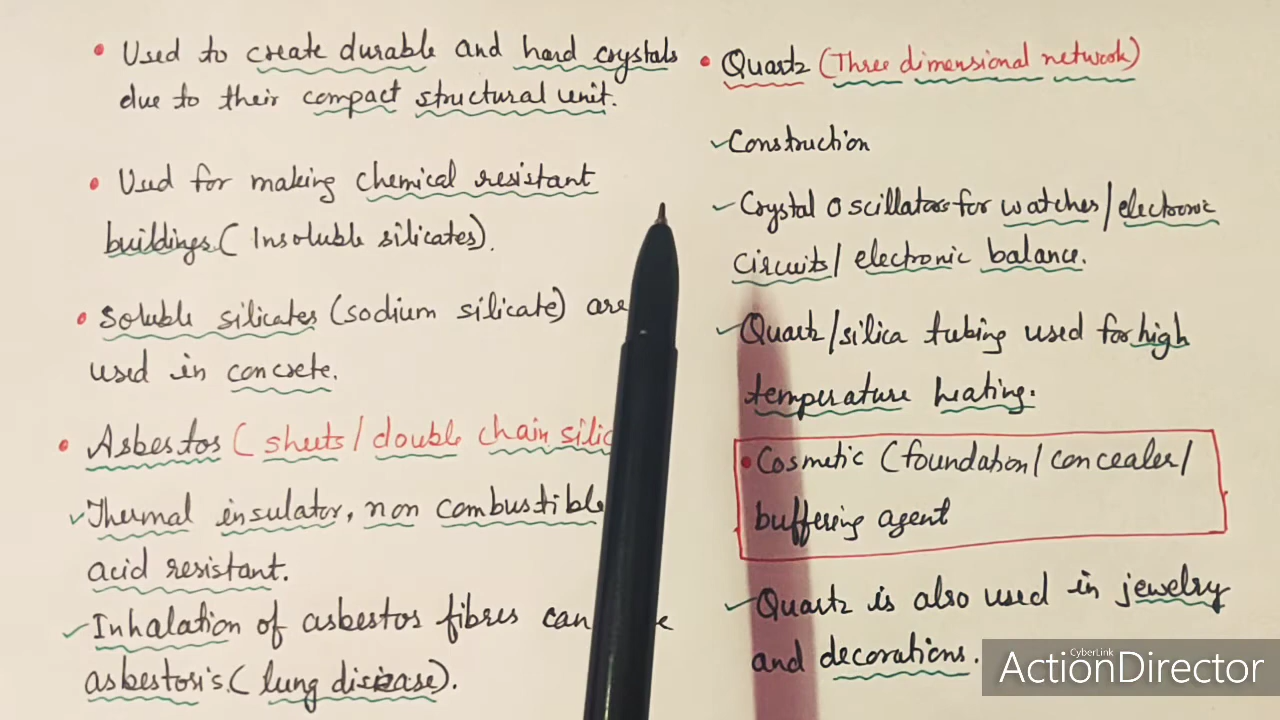 • Used to create durable and hard crystals
due to their compact structural unit.
• Used for making chemical resistant
buildings (Insoluble silicates).
• Soluble silicates (sodium silicate) are
used in concrete.
• Asbestos (sheets/double chain silic
✓Thermal insulator, non combustible
acid resistant.
✓Inhalation of asbestos fibres can
asbestosis. (lung disease).
• Quartz (Three dimensional network)
✓Construction
✓Crystal oscillators for watches/electronic
circuits/electronic balance.
✓Quartz/silica tubing used for high
temperature heating.
• Cosmetic (foundation/concealer/
buffering agent
✓Quartz is also used in jewelry
and decorations.
CyberLink
ActionDirector